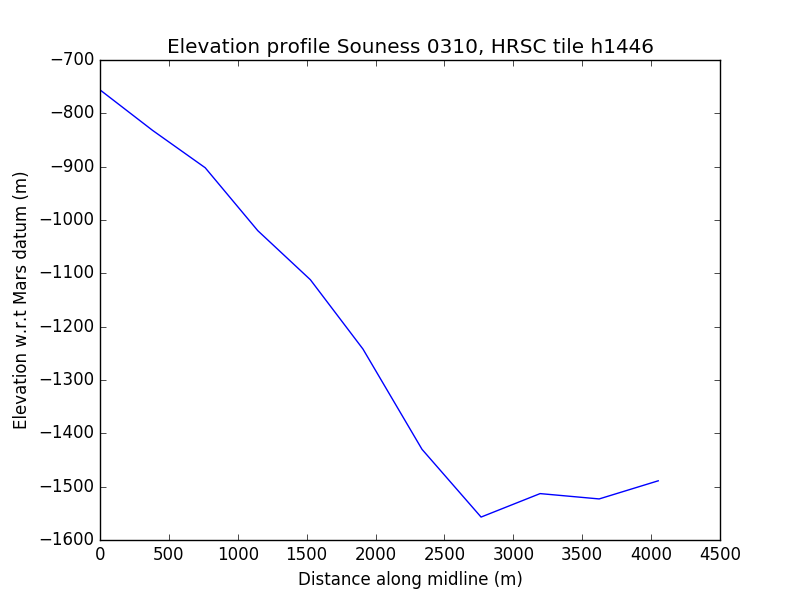 Elevation profile Souness 0310, HRSC tile h1446
−700
−800
−900
−1000
−1100
−1200
−1300
−1400
−1500
−1600
Elevation w.r.t Mars datum (m)
0 500 1000 1500 2000 2500 3000 3500 4000 4500
Distance along midline (m)